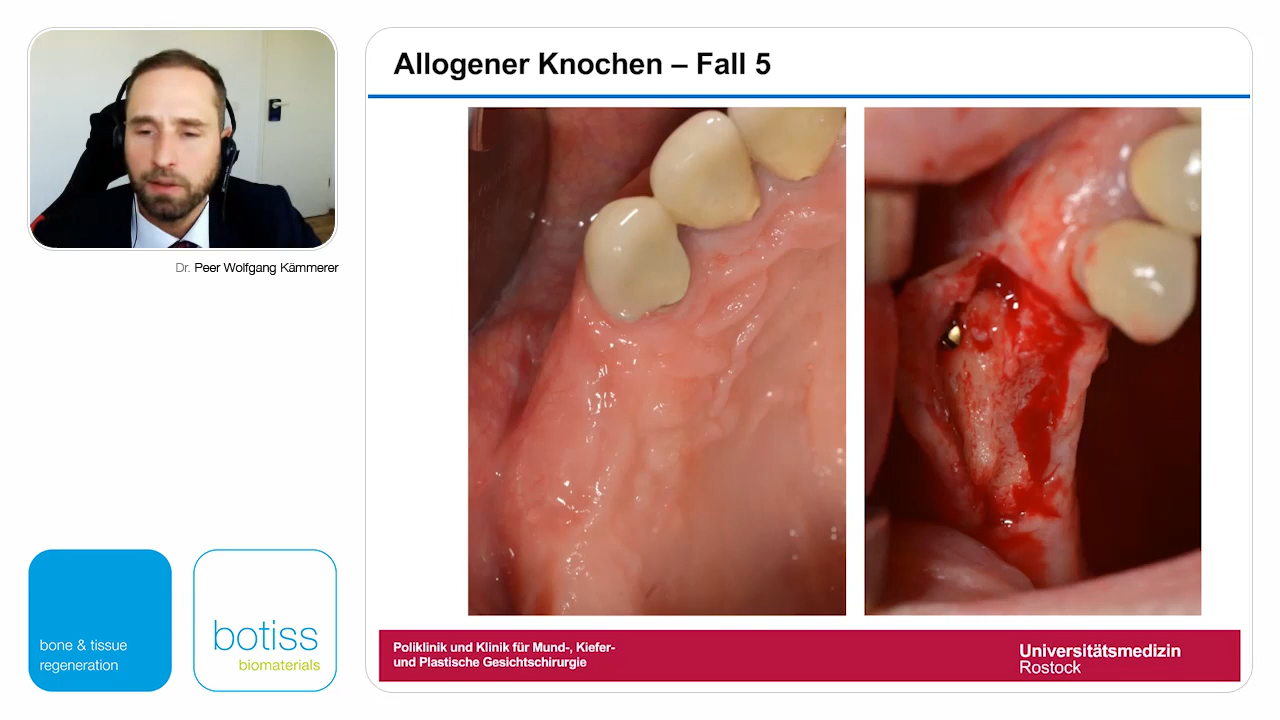 Allogener Knochen – Fall 5
Dr. Peer Wolfgang Kämmerer
bone & tissue
regeneration
botiss
biomaterials
Poliklinik und Klinik für Mund-, Kiefer-
und Plastische Gesichtschirurgie
Universitätsmedizin
Rostock